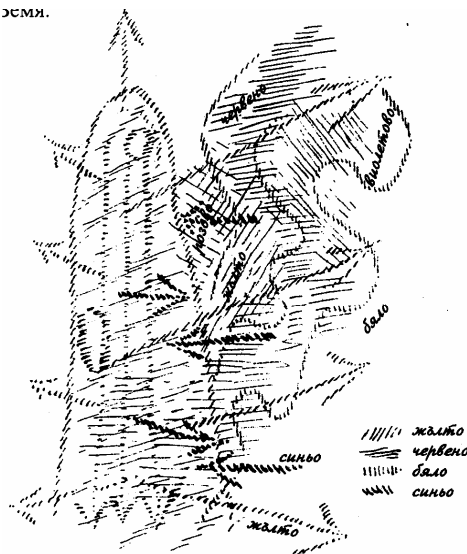 земя.
червено
виолетово
розово
жълто
бяло
синьо
жълто
жълто
червено
бяло
синьо